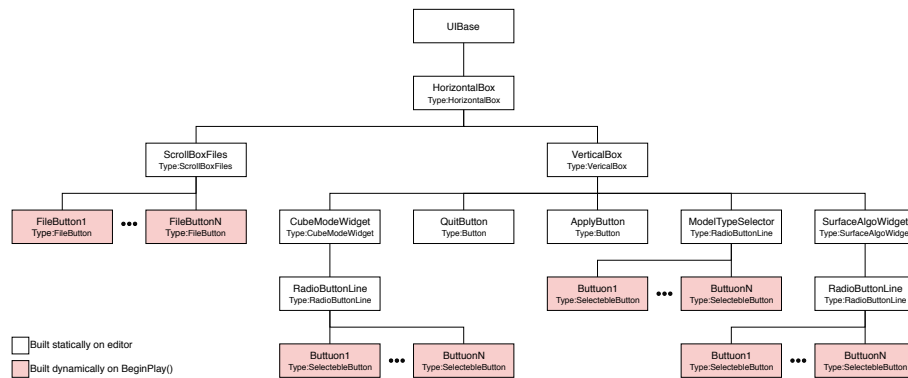 UIBase
HorizontalBox
Type:HorizontalBox
ScrollBoxFiles
Type:ScrollBoxFiles
VerticalBox
Type:VericalBox
FileButton1
Type:FileButton
•••
FileButtonN
Type:FileButton
CubeModeWidget
Type:CubeModeWidget
QuitButton
Type:Button
ApplyButton
Type:Button
ModelTypeSelector
Type:RadioButtonLine
SurfaceAlgoWidget
Type:SurfaceAlgoWidget
RadioButtonLine
Type:RadioButtonLine
Buttuon1
Type:SelectebleButton
•••
ButtuonN
Type:SelectebleButton
RadioButtonLine
Type:RadioButtonLine
Built statically on editor
Built dynamically on BeginPlay()
Buttuon1
Type:SelectebleButton
•••
ButtuonN
Type:SelectebleButton
Buttuon1
Type:SelectebleButton
•••
ButtuonN
Type:SelectebleButton